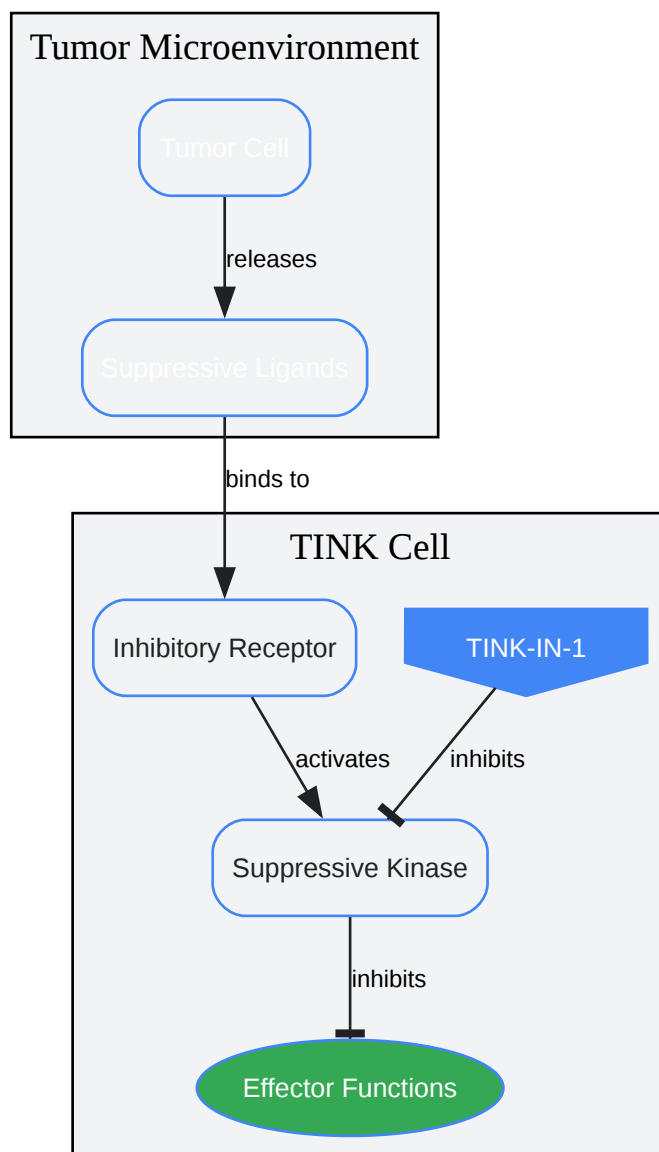 Tumor Microenvironment
Tumor Cell
releases
Suppressive Ligands
binds to
TINK Cell
Inhibitory Receptor
TINK-IN-1
activates
inhibits
Suppressive Kinase
inhibits
Effector Functions